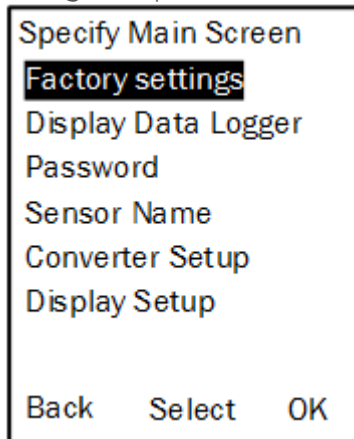 Specify Main Screen
Factory settings
Display Data Logger
Password
Sensor Name
Converter Setup
Display Setup
Back Select OK